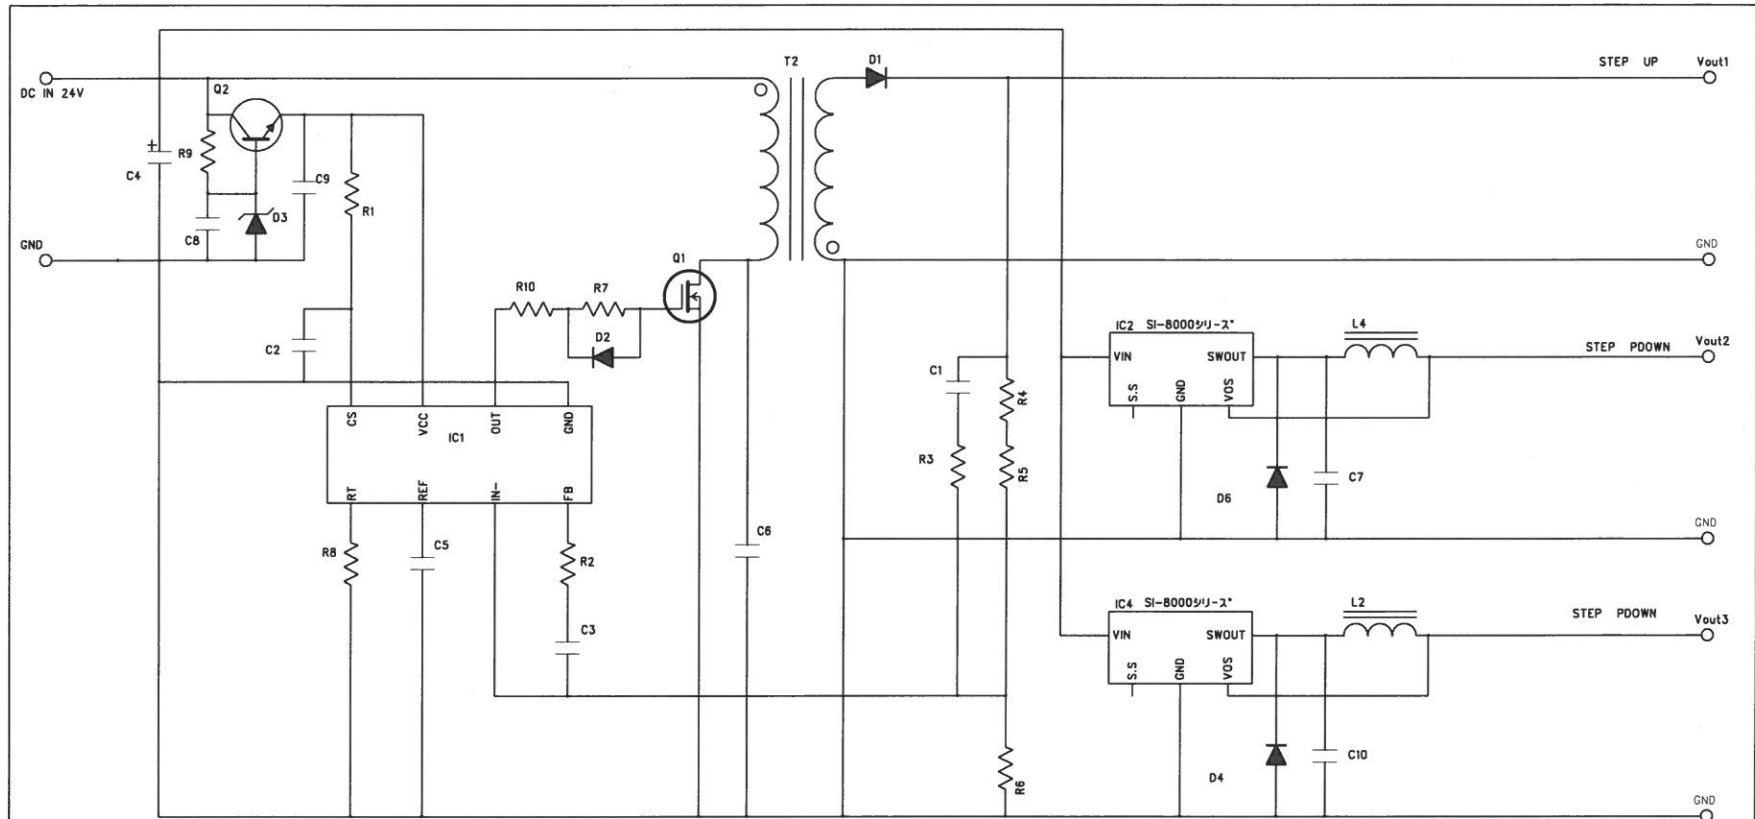 T2
D1
STEP UP
Vout1
DC IN 24V
Q2
R9
C4
C9
R1
D3
C8
GND
GND
Q1
R10
R7
D2
C2
IC2 SI-8000シリーズ
L4
VIN
SWOUT
S.S
GND
VOS
STEP PDOWN
Vout2
C1
R4
CS
VCC
OUT
GND
IC1
RT
REF
IN-
FB
R3
R5
D6
C7
GND
R8
C5
R2
C6
C3
IC4 SI-8000シリーズ
L2
VIN
SWOUT
S.S
GND
VOS
STEP PDOWN
Vout3
R6
D4
C10
GND